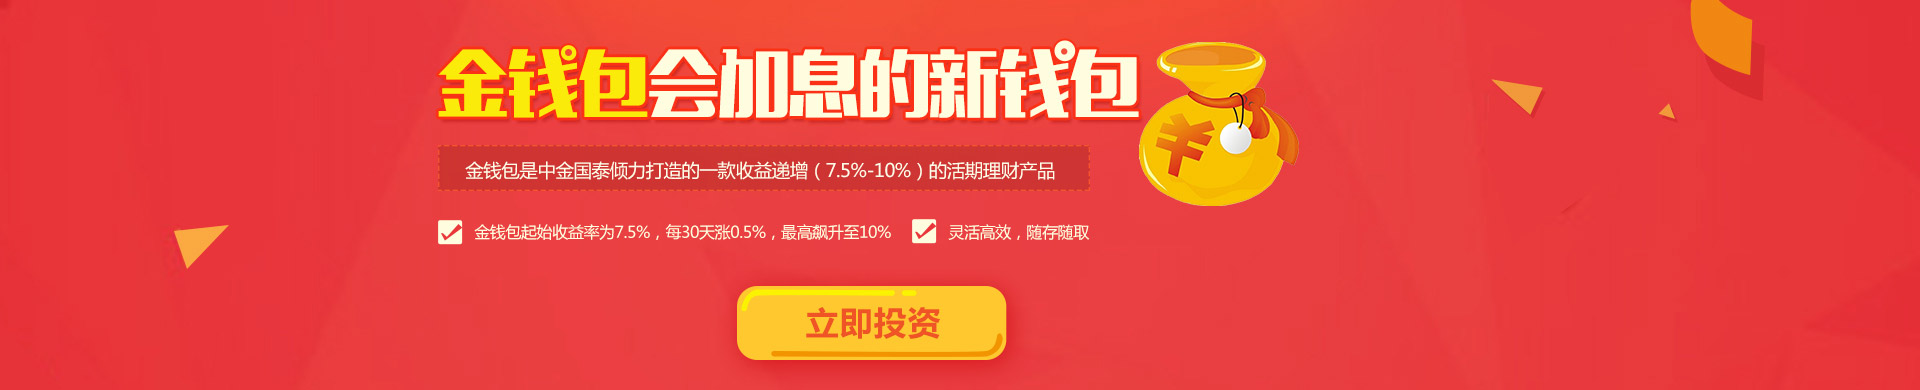 金钱包会加息的新钱包
金钱包是中金国泰倾力打造的一款收益递增（7.5%-10%）的活期理财产品
金钱包起始收益率为7.5%，每30天涨0.5%，最高飙升至10% 灵活高效，随存随取
立即投资